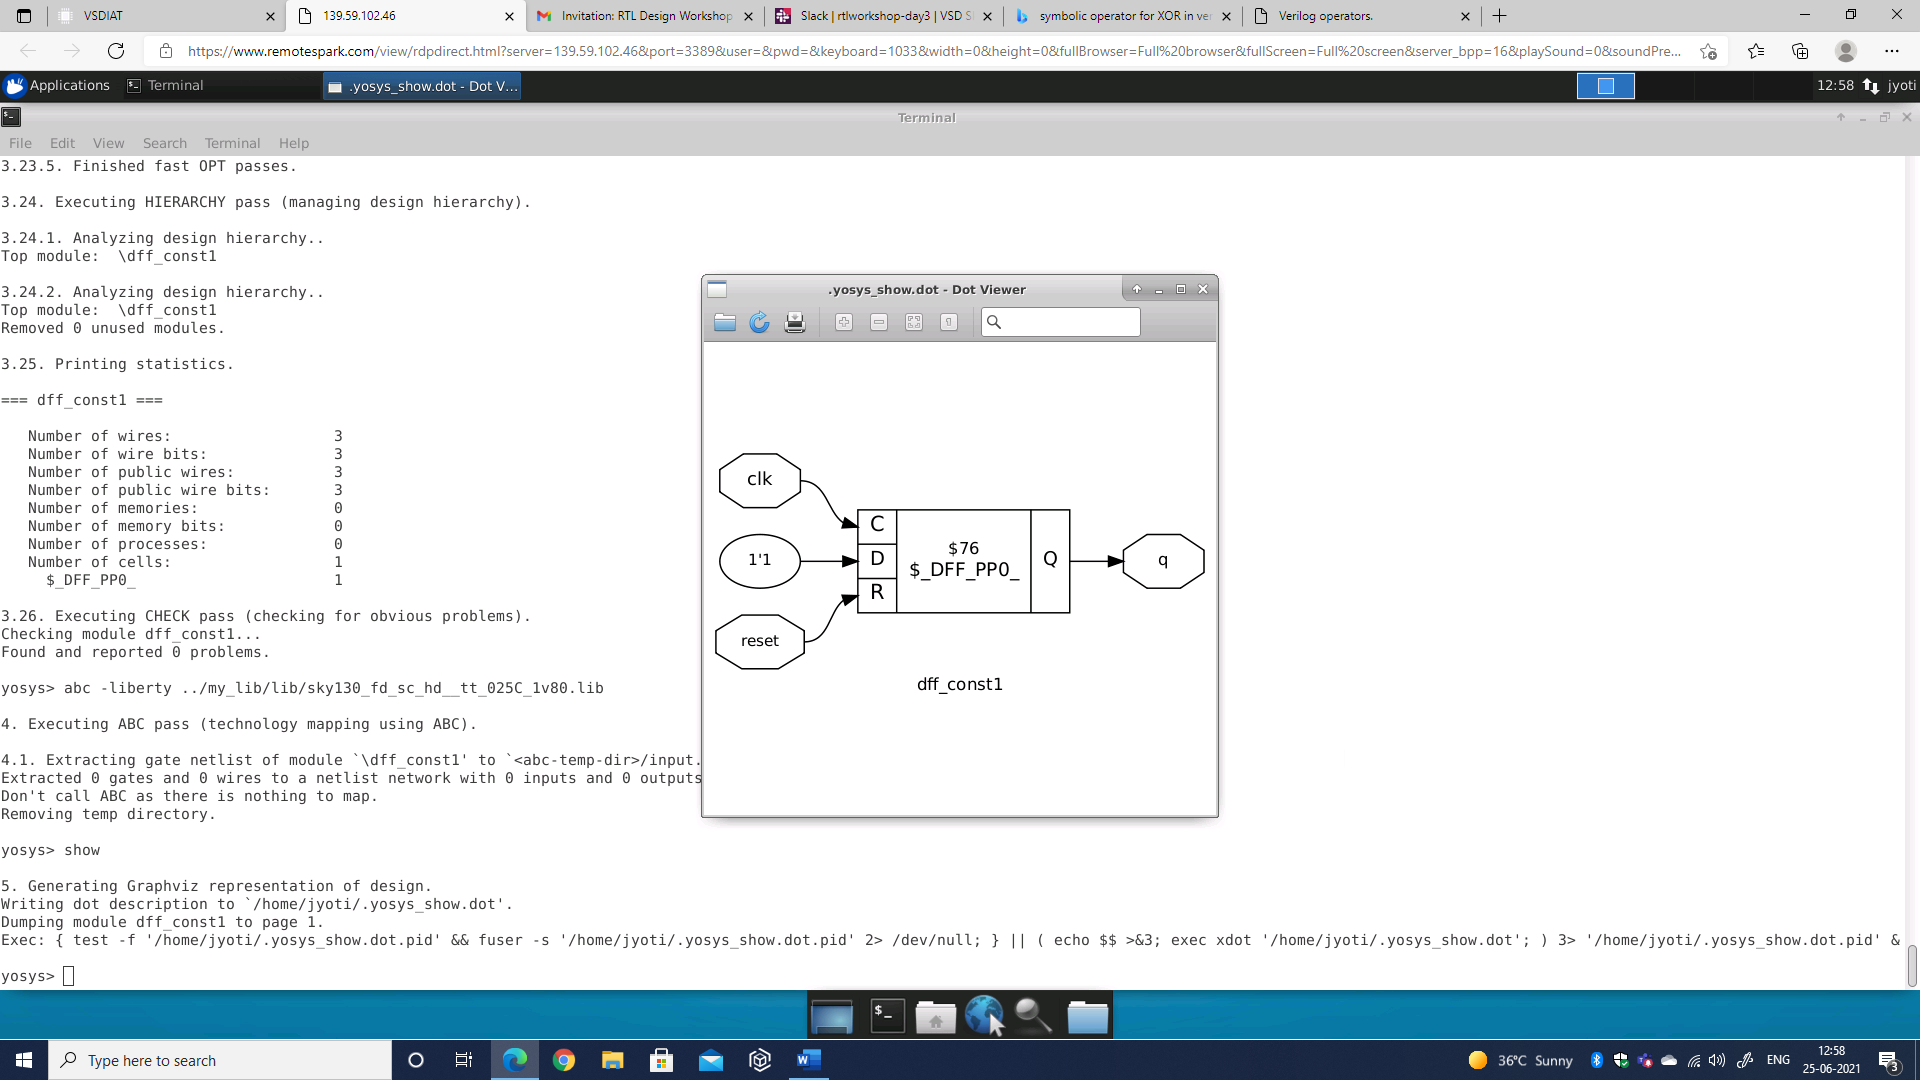 VSDIAT
139.59.102.46
Invitation: RTL Design Workshop
Slack | rtlworkshop-day3 | VSD S
symbolic operator for XOR in ver
Verilog operators.
https://www.remotespark.com/view/rdpdirect.html?server=139.59.102.46&port=3389&user=&pwd=&keyboard=1033&width=0&height=0&fullBrowser=Full%20browser&fullScreen=Full%20screen&server_bpp=16&playSound=0&soundPre...
Applications
Terminal
.yosys_show.dot - Dot V...
12:58
jyoti
Terminal
File Edit View Search Terminal Help
3.23.5. Finished fast OPT passes.
3.24. Executing HIERARCHY pass (managing design hierarchy).
3.24.1. Analyzing design hierarchy..
Top module:  \dff_const1
3.24.2. Analyzing design hierarchy..
Top module:  \dff_const1
Removed 0 unused modules.
3.25. Printing statistics.
=== dff_const1 ===
Number of wires: 3
Number of wire bits: 3
Number of public wires: 3
Number of public wire bits: 3
Number of memories: 0
Number of memory bits: 0
Number of processes: 0
Number of cells: 1
$_DFF_PP0_ 1
3.26. Executing CHECK pass (checking for obvious problems).
Checking module dff_const1...
Found and reported 0 problems.
yosys> abc -liberty ../my_lib/lib/sky130_fd_sc_hd__tt_025C_1v80.lib
4. Executing ABC pass (technology mapping using ABC).
4.1. Extracting gate netlist of module `\dff_const1' to `<abc-temp-dir>/input.
Extracted 0 gates and 0 wires to a netlist network with 0 inputs and 0 outputs
Don't call ABC as there is nothing to map.
Removing temp directory.
yosys> show
5. Generating Graphviz representation of design.
Writing dot description to `/home/jyoti/.yosys_show.dot'.
Dumping module dff_const1 to page 1.
Exec: { test -f '/home/jyoti/.yosys_show.dot.pid' && fuser -s '/home/jyoti/.yosys_show.dot.pid' 2> /dev/null; } || ( echo $$ >&3; exec xdot '/home/jyoti/.yosys_show.dot'; ) 3> '/home/jyoti/.yosys_show.dot.pid' &
yosys>
.yosys_show.dot - Dot Viewer
clk
1'1
reset
C
D
R
$76
$_DFF_PP0_
Q
q
dff_const1
Type here to search
36°C Sunny
ENG
12:58
25-06-2021
3